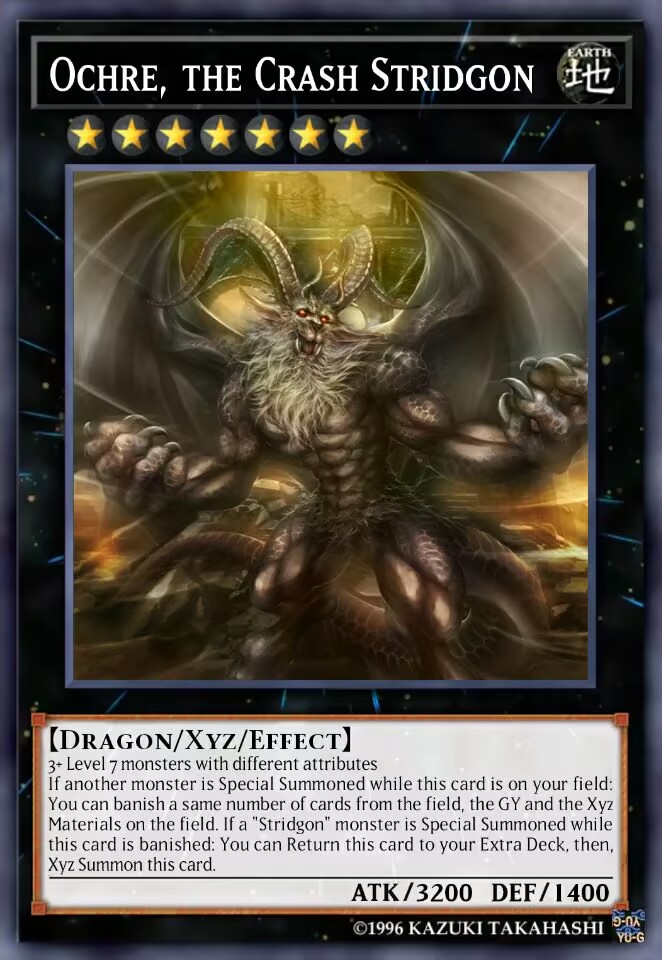 OCHRE, THE CRASH STRIDGON
EARTH
地
【DRAGON/XYZ/EFFECT】
3+ Level 7 monsters with different attributes
If another monster is Special Summoned while this card is on your field:
You can banish a same number of cards from the field, the GY and the Xyz
Materials on the field. If a "Stridgon" monster is Special Summoned while
this card is banished: You can Return this card to your Extra Deck, then,
Xyz Summon this card.
ATK/3200 DEF/1400
©1996 KAZUKI TAKAHASHI
YU-G